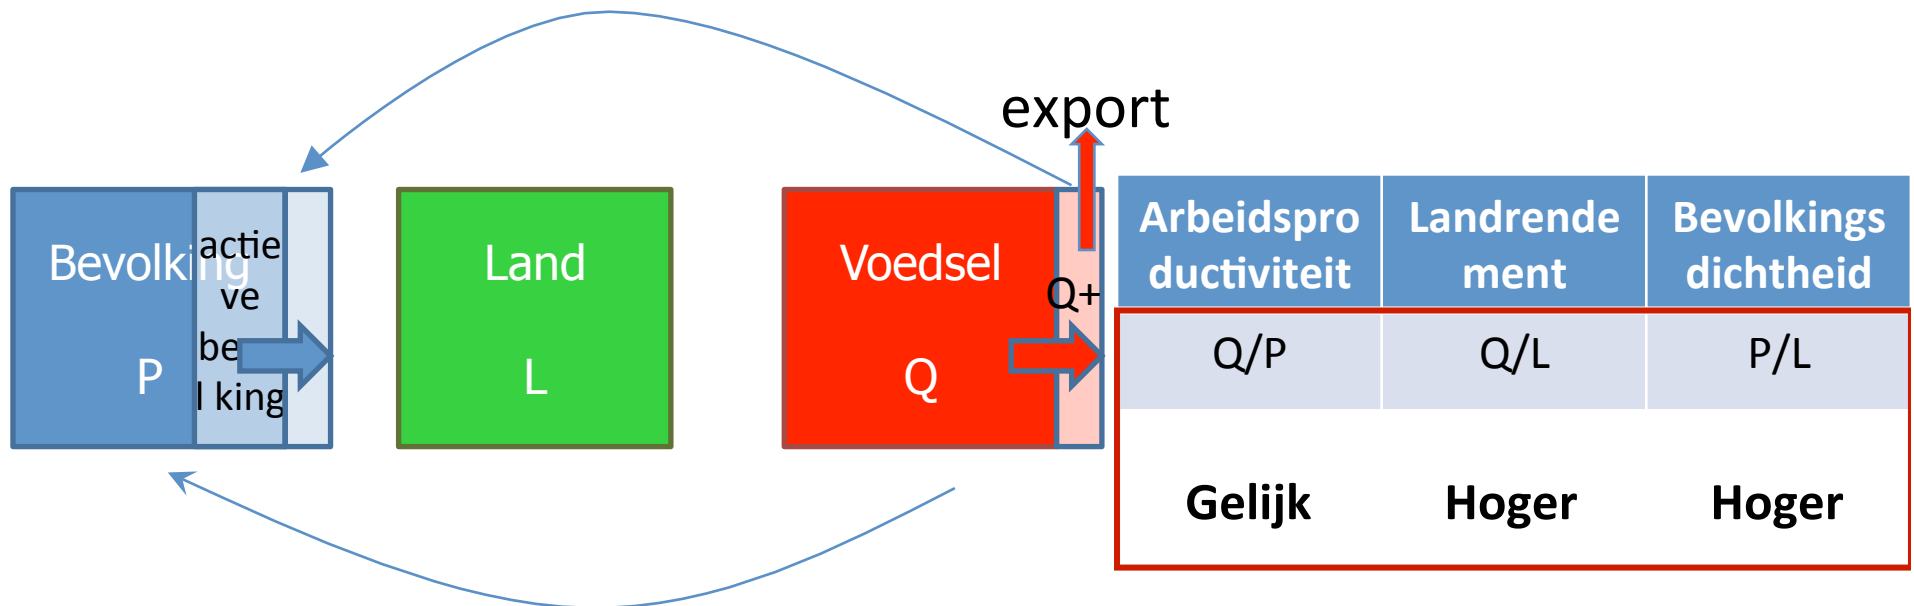 export
Bevolking
P
actie
ve
be
l king
Land
L
Voedsel
Q
Q+
Arbeidspro
ductiviteit
Landrende
ment
Bevolkings
dichtheid
Q/P
Q/L
P/L
Gelijk
Hoger
Hoger